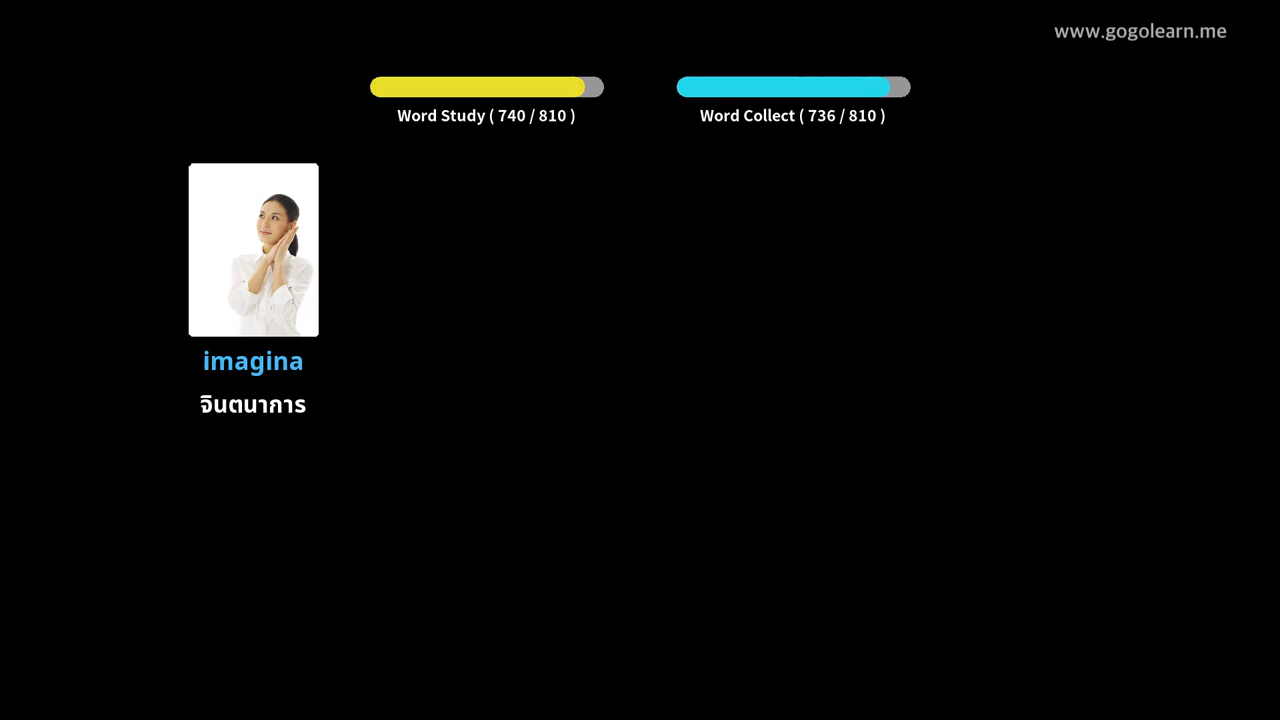 www.gogolearn.me
Word Study ( 740 / 810 )
Word Collect ( 736 / 810 )
imagina
จินตนาการ